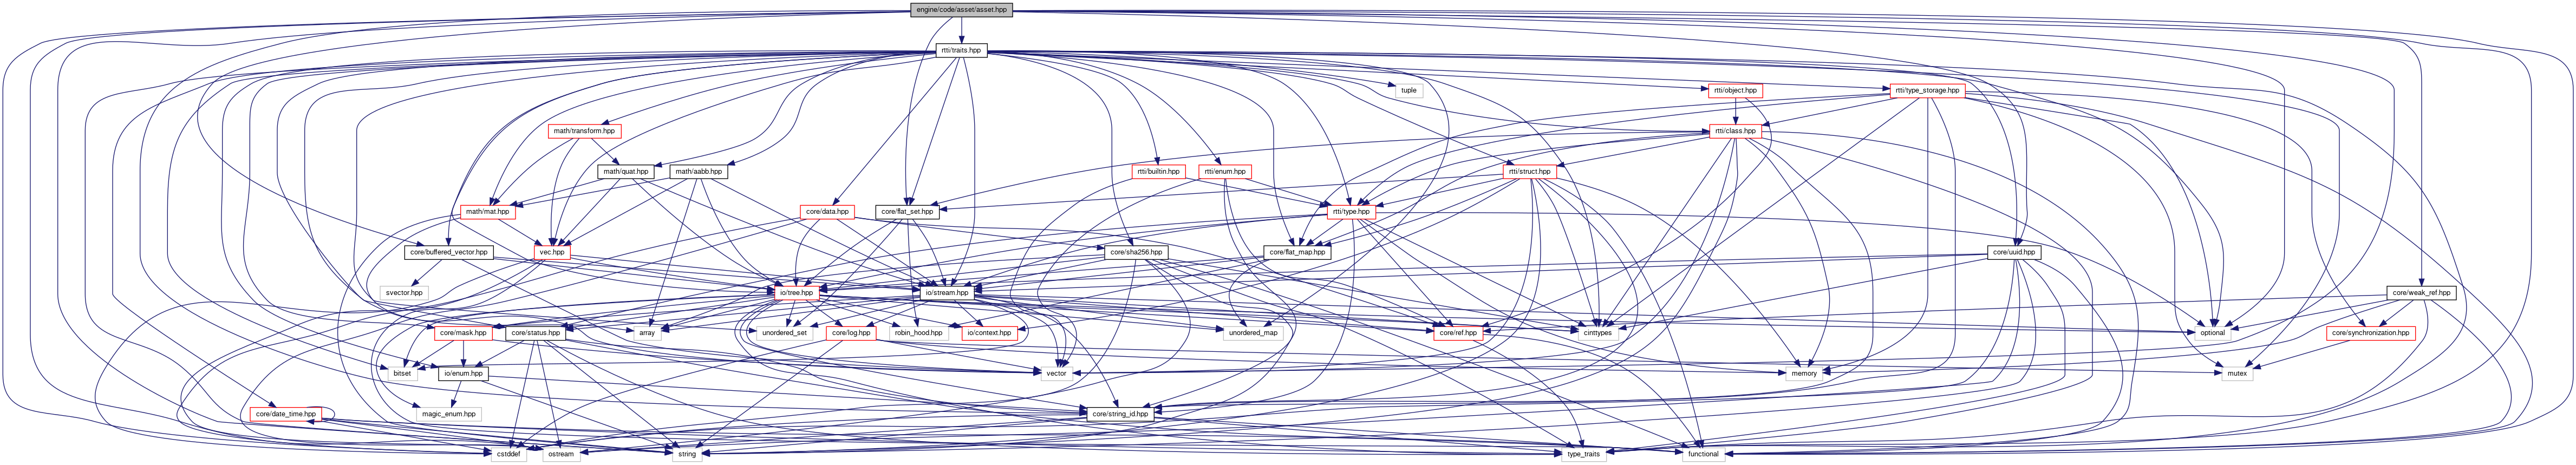 engine/code/asset/asset.hpp
rtti/traits.hpp
tuple
rtti/object.hpp
rtti/type_storage.hpp
math/transform.hpp
rtti/class.hpp
math/quat.hpp
math/aabb.hpp
rtti/builtin.hpp
rtti/enum.hpp
rtti/struct.hpp
math/mat.hpp
core/data.hpp
core/flat_set.hpp
rtti/type.hpp
core/buffered_vector.hpp
vec.hpp
core/sha256.hpp
core/flat_map.hpp
core/uuid.hpp
svector.hpp
io/tree.hpp
io/stream.hpp
core/weak_ref.hpp
core/mask.hpp
core/status.hpp
array
unordered_set
core/log.hpp
robin_hood.hpp
io/context.hpp
unordered_map
core/ref.hpp
cinttypes
optional
core/synchronization.hpp
bitset
io/enum.hpp
vector
memory
mutex
core/date_time.hpp
magic_enum.hpp
core/string_id.hpp
cstddef
ostream
string
type_traits
functional